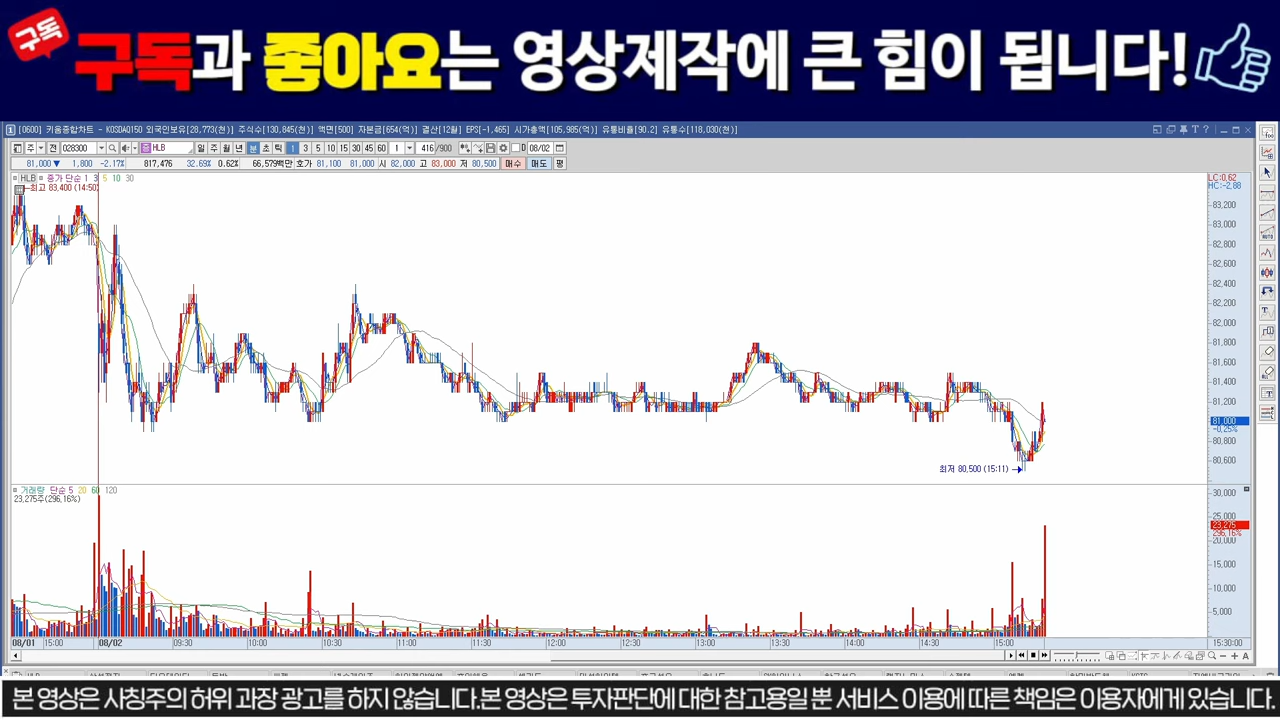 구독
구독과 좋아요는 영상제작에 큰 힘이 됩니다!
1 [0600] 키움종합차트 - KOSDAQ150 외국인보유[28,773(천)] 주식수[130,845(천)] 액면[500] 자본금[654(억)] 결산[12월] EPS[-1,465] 시가총액[105,985(억)] 유통비율[90.2] 유통수[118,030(천)]
주 전 028300 HLB 일 주 월 년 분 초 틱 1 3 5 10 15 30 45 60 1 416 /900 D 08/02
81,000 ▼ 1,800 -2.17% 817,476 32.69% 0.62% 66,579백만 호가 81,100 81,000 시 82,000 고 83,000 저 80,500 매수 매도 평
HLB 종가 단순 1 3 5 10 30
LC:0.62
최고 83,400 (14:50)
HC:-2.88
83,200
83,000
82,800
82,600
82,400
82,200
82,000
81,800
81,600
81,400
81,200
81,000
-0.25%
80,800
80,600
최저 80,500 (15:11)
거래량 단순 5 20 60 120
23,275주(296,16%)
30,000
25,000
23,275
296,16%
20,000
15,000
10,000
5,000
08/01 15:00 08/02 09:30 10:00 10:30 11:00 11:30 12:00 12:30 13:00 13:30 14:00 14:30 15:00 15:30:00
본 영상은 사칭주의 허위 과장 광고를 하지 않습니다.본 영상은 투자판단에 대한 참고용일 뿐 서비스 이용에 따른 책임은 이용자에게 있습니다.